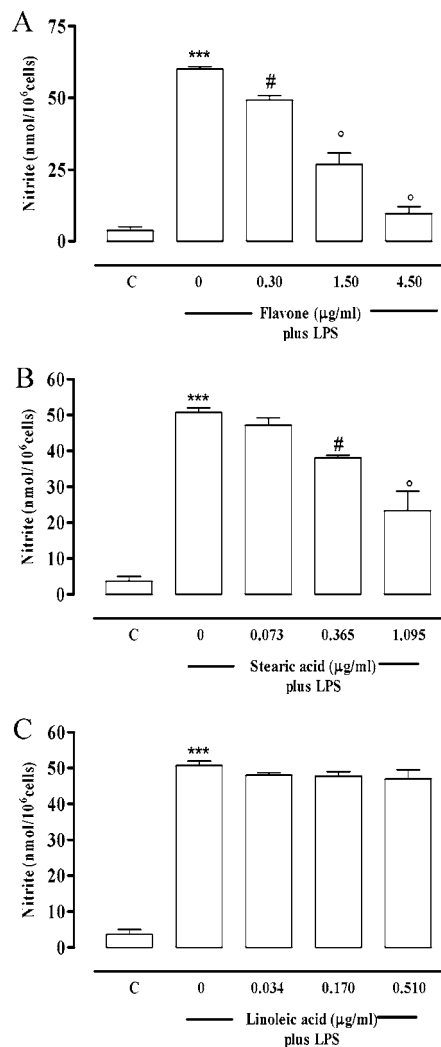 A
75
***
#
°
°
50
25
0
Nitrite (nmol/10⁶cells)
C 0 0.30 1.50 4.50
Flavone (µg/ml)
plus LPS
B
60
***
50
#
40
°
30
20
10
0
Nitrite (nmol/10⁶cells)
C 0 0.073 0.365 1.095
Stearic acid (µg/ml)
plus LPS
C
60
***
50
40
30
20
10
0
Nitrite (nmol/10⁶cells)
C 0 0.034 0.170 0.510
Linoleic acid (µg/ml)
plus LPS